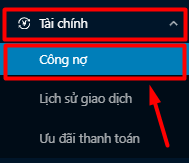 Tài chính
Công nợ
Lịch sử giao dịch
Ưu đãi thanh toán